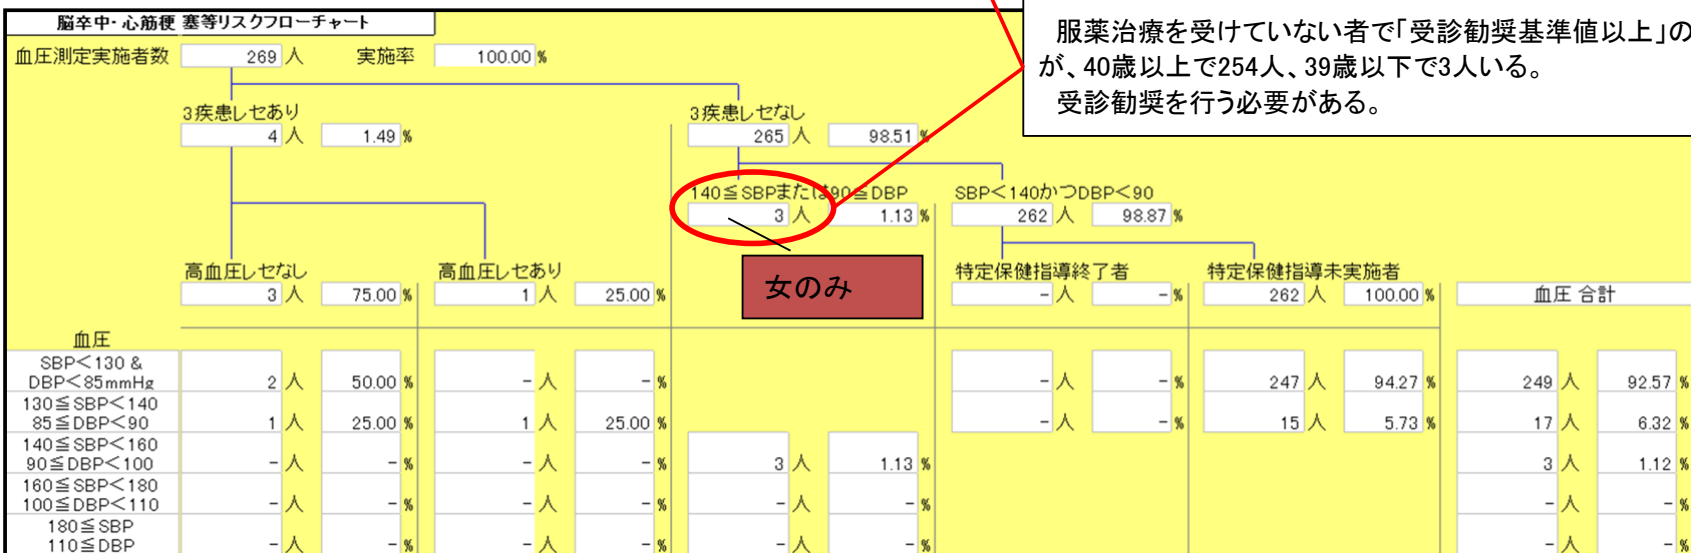 脳卒中・心筋梗塞等リスクフローチャート
服薬治療を受けていない者で「受診勧奨基準値以上」の
が、40歳以上で254人、39歳以下で3人いる。
受診勧奨を行う必要がある。
血圧測定実施者数 269 人 実施率 100.00 %
3疾患レセあり 3疾患レセなし
4 人 1.49 % 265 人 98.51 %
140≦SBPまたは90≦DBP SBP<140かつDBP<90
3 人 1.13 % 262 人 98.87 %
女のみ
高血圧レセなし 高血圧レセあり 特定保健指導終了者 特定保健指導未実施者
3 人 75.00 % 1 人 25.00 % - 人 - % 262 人 100.00 % 血圧 合計
血圧
SBP<130 &
DBP<85mmHg 2 人 50.00 % - 人 - % - 人 - % 247 人 94.27 % 249 人 92.57 %
130≦SBP<140
85≦DBP<90 1 人 25.00 % 1 人 25.00 % - 人 - % 15 人 5.73 % 17 人 6.32 %
140≦SBP<160
90≦DBP<100 - 人 - % - 人 - % 3 人 1.13 % 3 人 1.12 %
160≦SBP<180
100≦DBP<110 - 人 - % - 人 - % - 人 - % - 人 - %
180≦SBP
110≦DBP - 人 - % - 人 - % - 人 - % - 人 - %